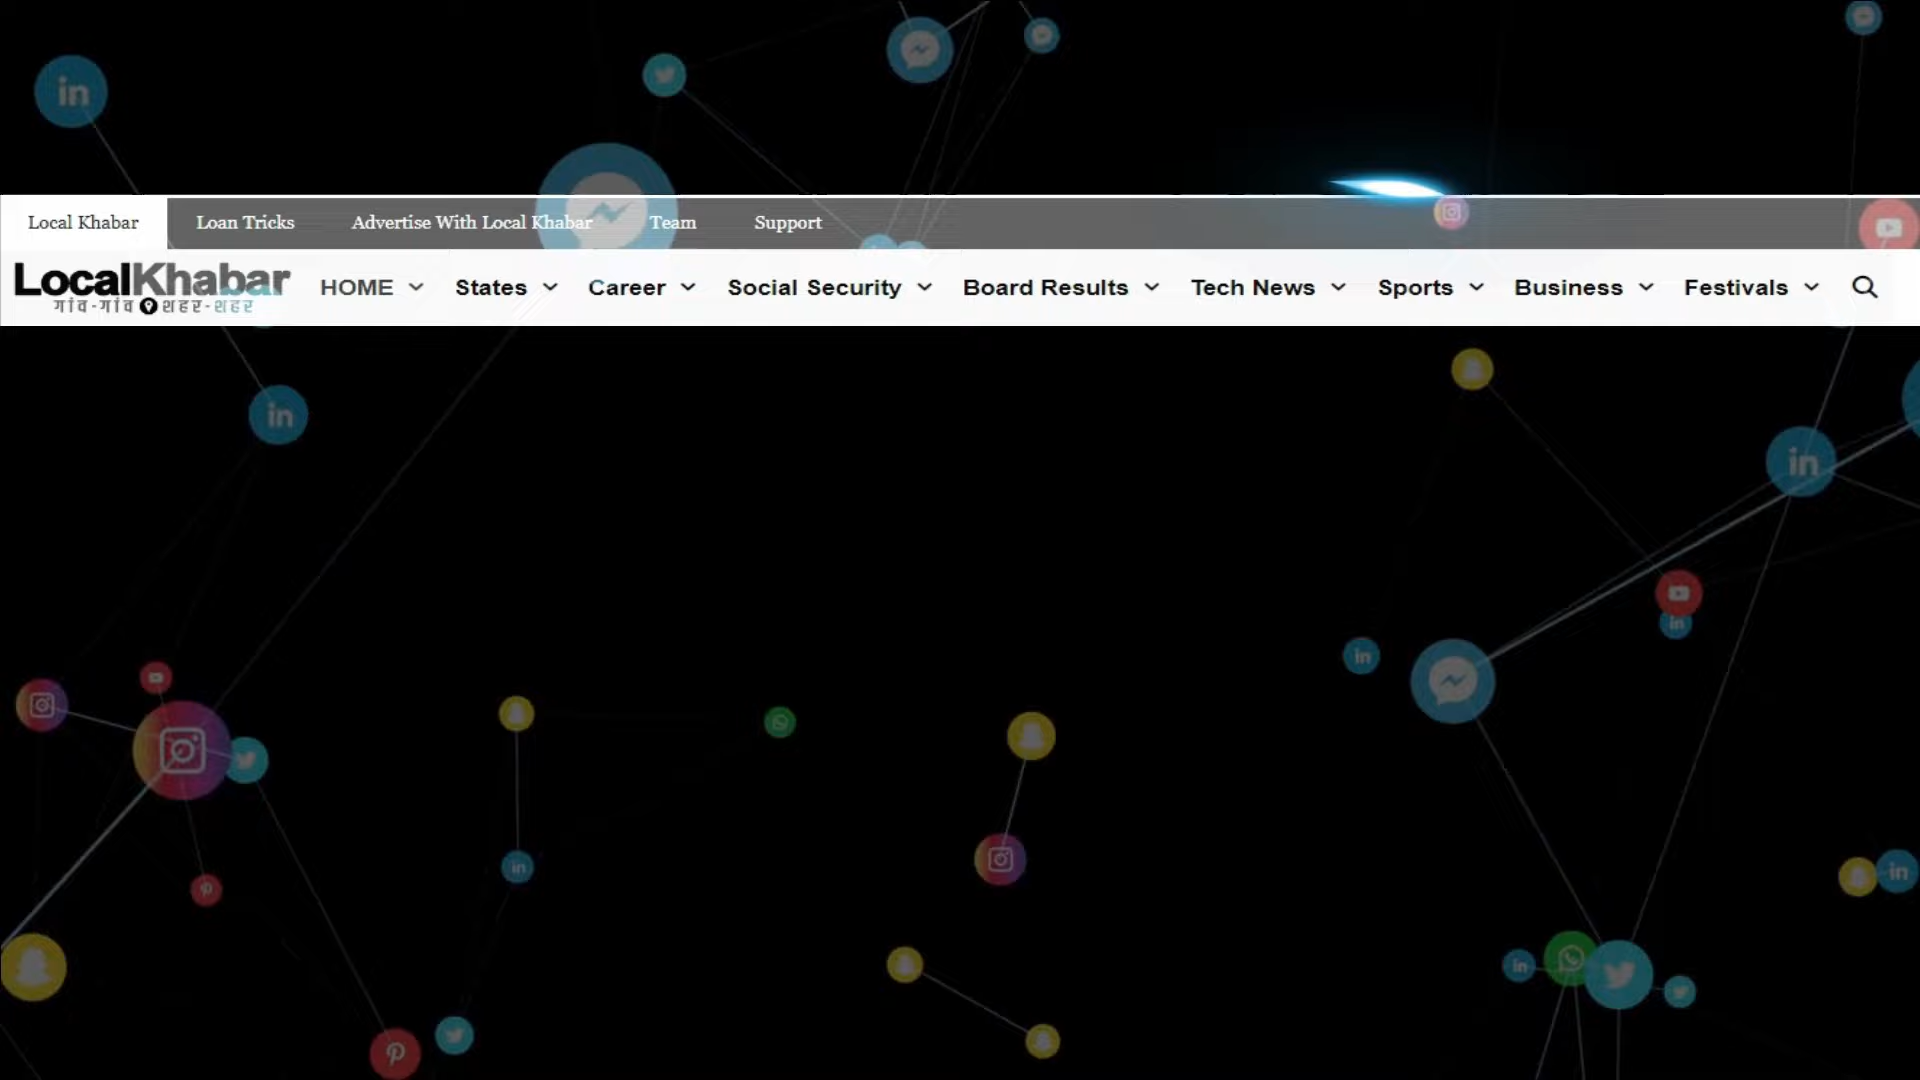 Local Khabar Loan Tricks Advertise With Local Khabar Team Support
LocalKhabar
गांव-गांव शहर-शहर
HOME States Career Social Security Board Results Tech News Sports Business Festivals